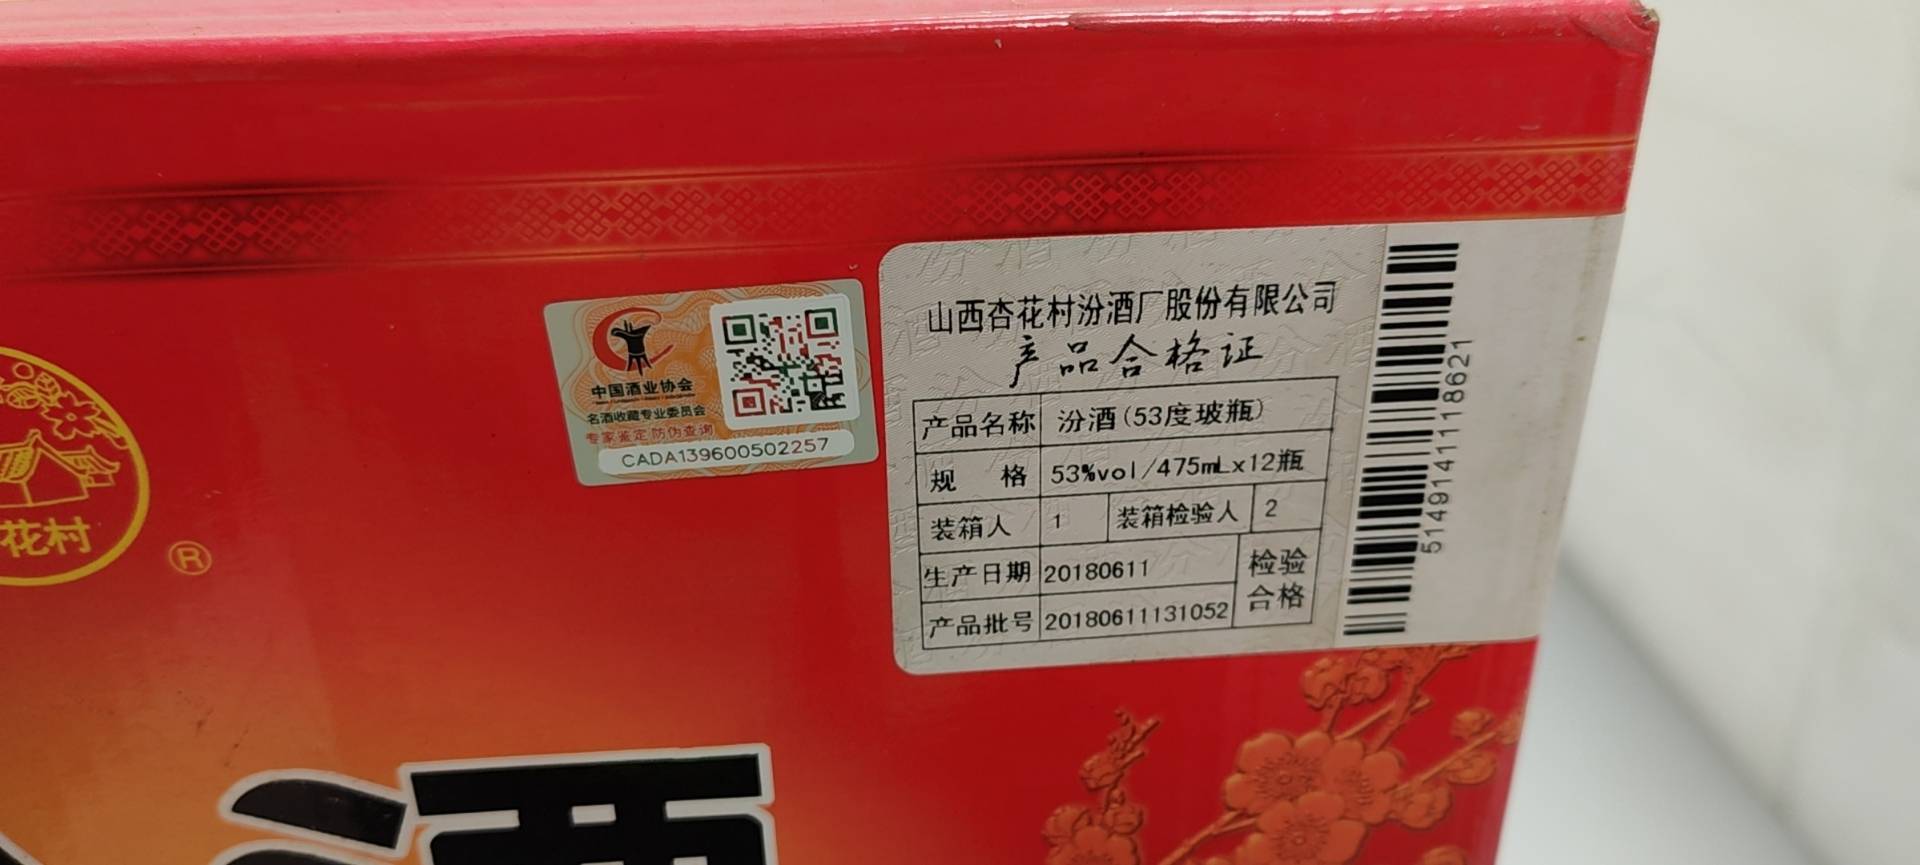 花村
®
中国酒业协会
名酒收藏专业委员会
专家鉴定 防伪查询
CADA139600502257
山西杏花村汾酒厂股份有限公司
产品合格证
产品名称 汾酒(53度玻瓶)
规 格 53%vol/475mLx12瓶
装箱人 1 装箱检验人 2
生产日期 20180611 检验
产品批号 20180611131052 合格
514914111118621
酒